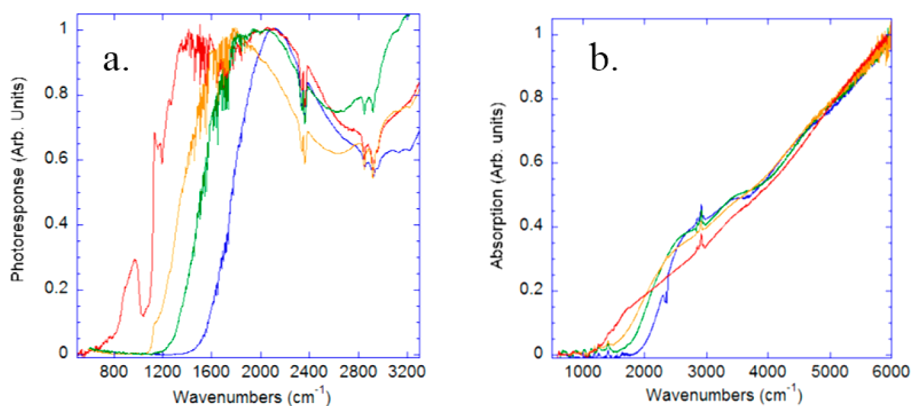 a.
Photoresponse (Arb. Units)
1
0.8
0.6
0.4
0.2
0
800 1200 1600 2000 2400 2800 3200
Wavenumbers (cm-1)
b.
Absorption (Arb. units)
1
0.8
0.6
0.4
0.2
0
1000 2000 3000 4000 5000 6000
Wavenumbers (cm-1)